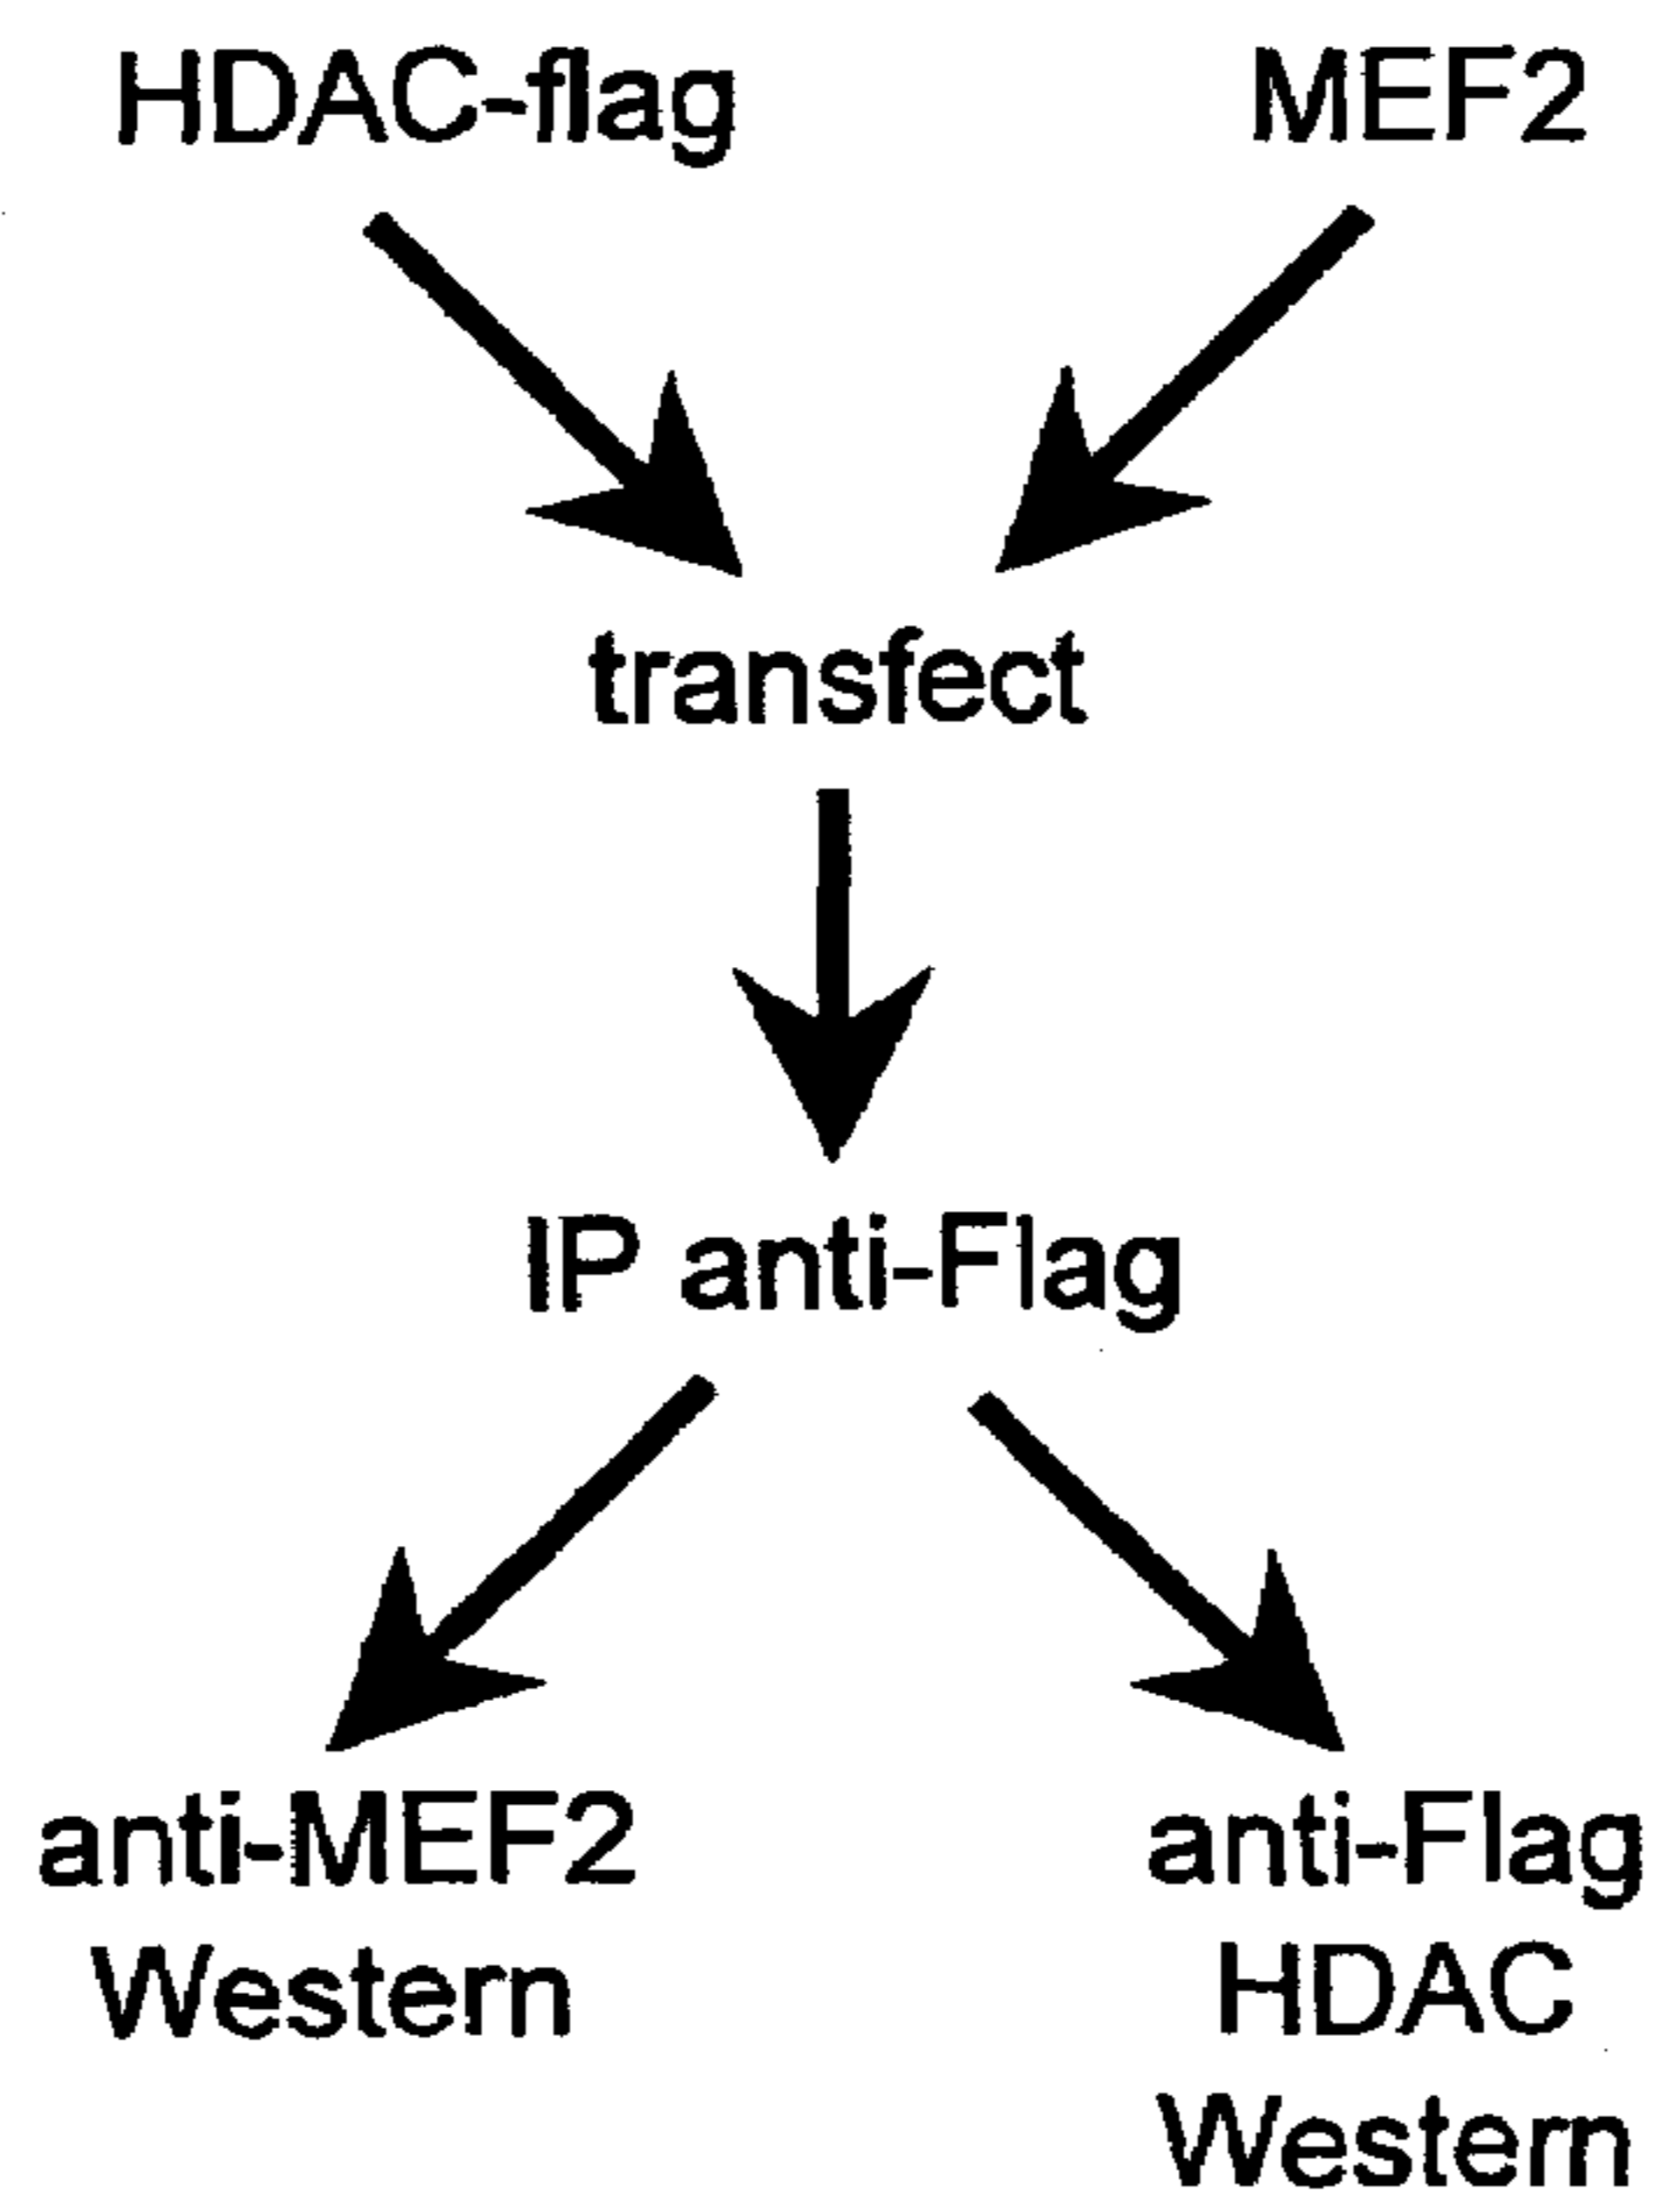 HDAC-flag MEF2
transfect
IP anti-Flag
anti-MEF2
Western
anti-Flag
HDAC
Western